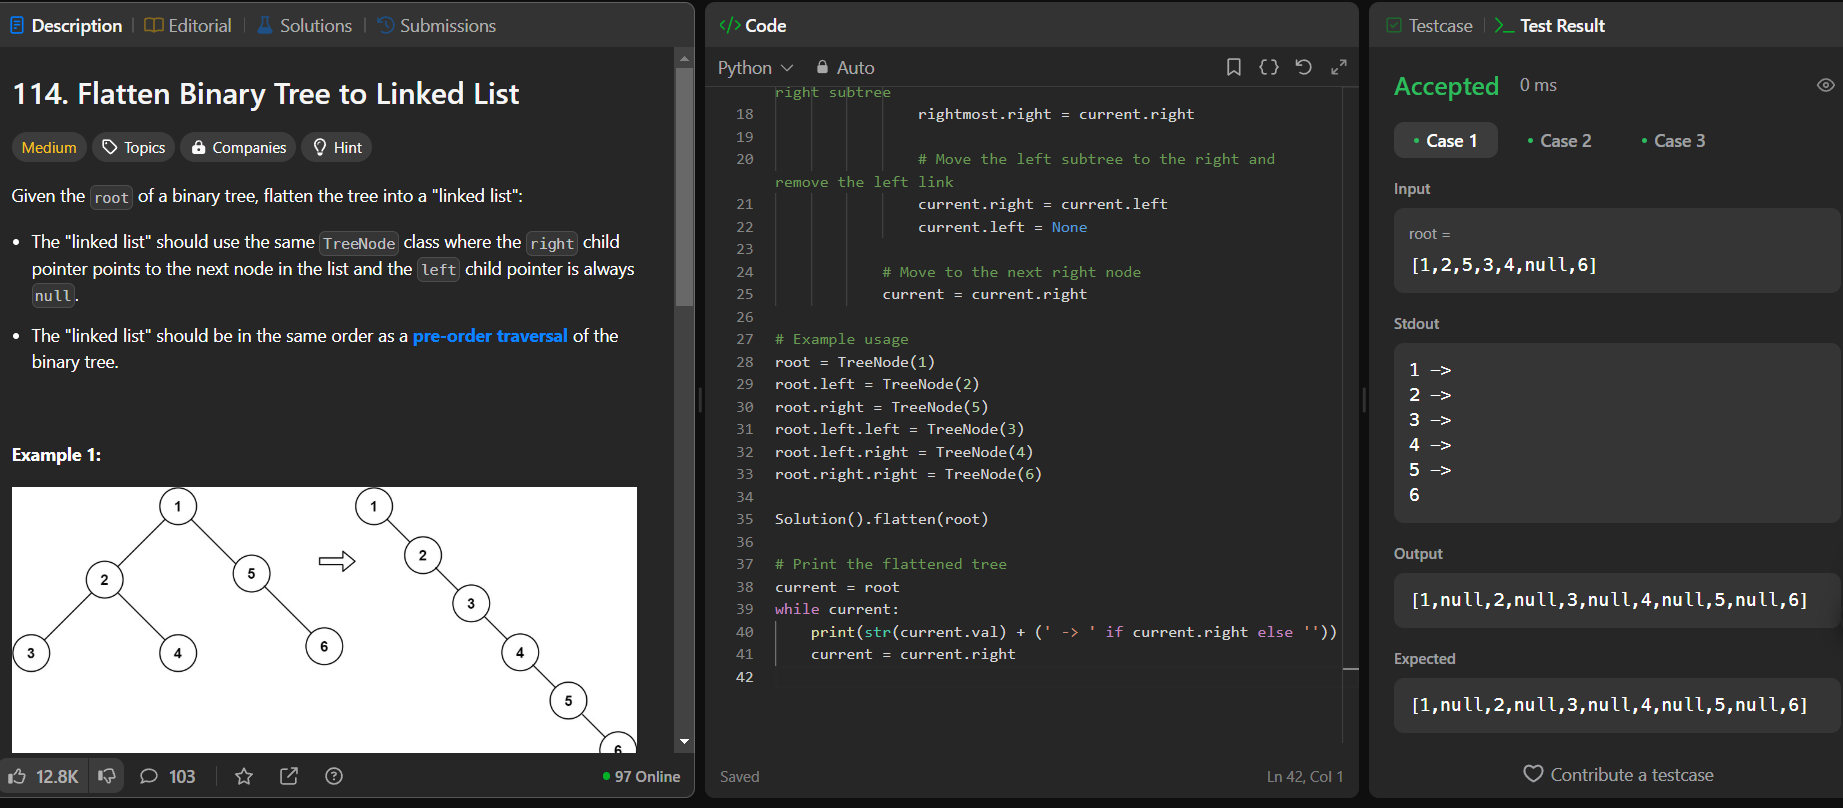 Description
Editorial
Solutions
Submissions
114. Flatten Binary Tree to Linked List
Medium
Topics
Companies
Hint
Given the root of a binary tree, flatten the tree into a "linked list":
• The "linked list" should use the same TreeNode class where the right child
pointer points to the next node in the list and the left child pointer is always
null.
• The "linked list" should be in the same order as a pre-order traversal of the
binary tree.
Example 1:
1
2
5
3
4
6
1
2
3
4
5
6
12.8K
103
97 Online
</> Code
Python
Auto
right subtree
18 rightmost.right = current.right
19
20 # Move the left subtree to the right and
remove the left link
21 current.right = current.left
22 current.left = None
23
24 # Move to the next right node
25 current = current.right
26
27 # Example usage
28 root = TreeNode(1)
29 root.left = TreeNode(2)
30 root.right = TreeNode(5)
31 root.left.left = TreeNode(3)
32 root.left.right = TreeNode(4)
33 root.right.right = TreeNode(6)
34
35 Solution().flatten(root)
36
37 # Print the flattened tree
38 current = root
39 while current:
40 print(str(current.val) + (' -> ' if current.right else ''))
41 current = current.right
42
Saved
Ln 42, Col 1
Testcase
>_ Test Result
Accepted 0 ms
• Case 1
• Case 2
• Case 3
Input
root =
[1,2,5,3,4,null,6]
Stdout
1 ->
2 ->
3 ->
4 ->
5 ->
6
Output
[1,null,2,null,3,null,4,null,5,null,6]
Expected
[1,null,2,null,3,null,4,null,5,null,6]
Contribute a testcase